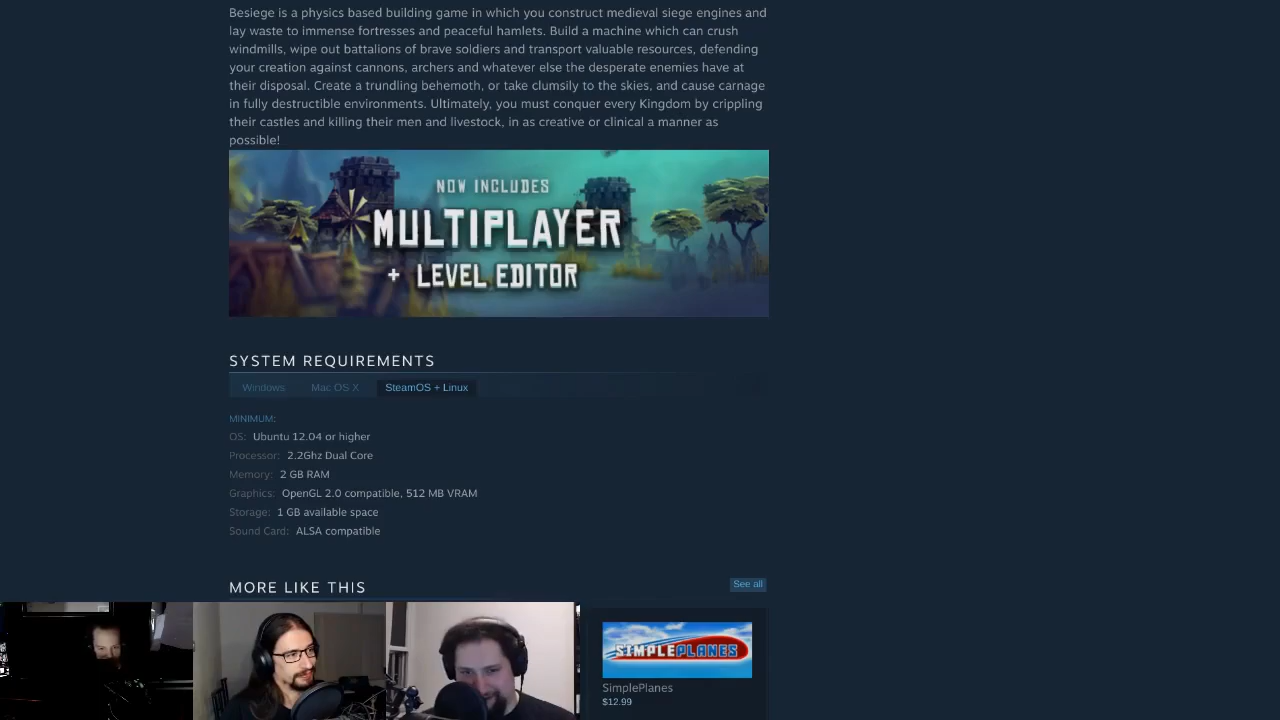 Besiege is a physics based building game in which you construct medieval siege engines and
lay waste to immense fortresses and peaceful hamlets. Build a machine which can crush
windmills, wipe out battalions of brave soldiers and transport valuable resources, defending
your creation against cannons, archers and whatever else the desperate enemies have at
their disposal. Create a trundling behemoth, or take clumsily to the skies, and cause carnage
in fully destructible environments. Ultimately, you must conquer every Kingdom by crippling
their castles and killing their men and livestock, in as creative or clinical a manner as
possible!
NOW INCLUDES
MULTIPLAYER
+ LEVEL EDITOR
SYSTEM REQUIREMENTS
Windows Mac OS X SteamOS + Linux
MINIMUM:
OS: Ubuntu 12.04 or higher
Processor: 2.2Ghz Dual Core
Memory: 2 GB RAM
Graphics: OpenGL 2.0 compatible, 512 MB VRAM
Storage: 1 GB available space
Sound Card: ALSA compatible
MORE LIKE THIS See all
SIMPLEPLANES
SimplePlanes
$12.99